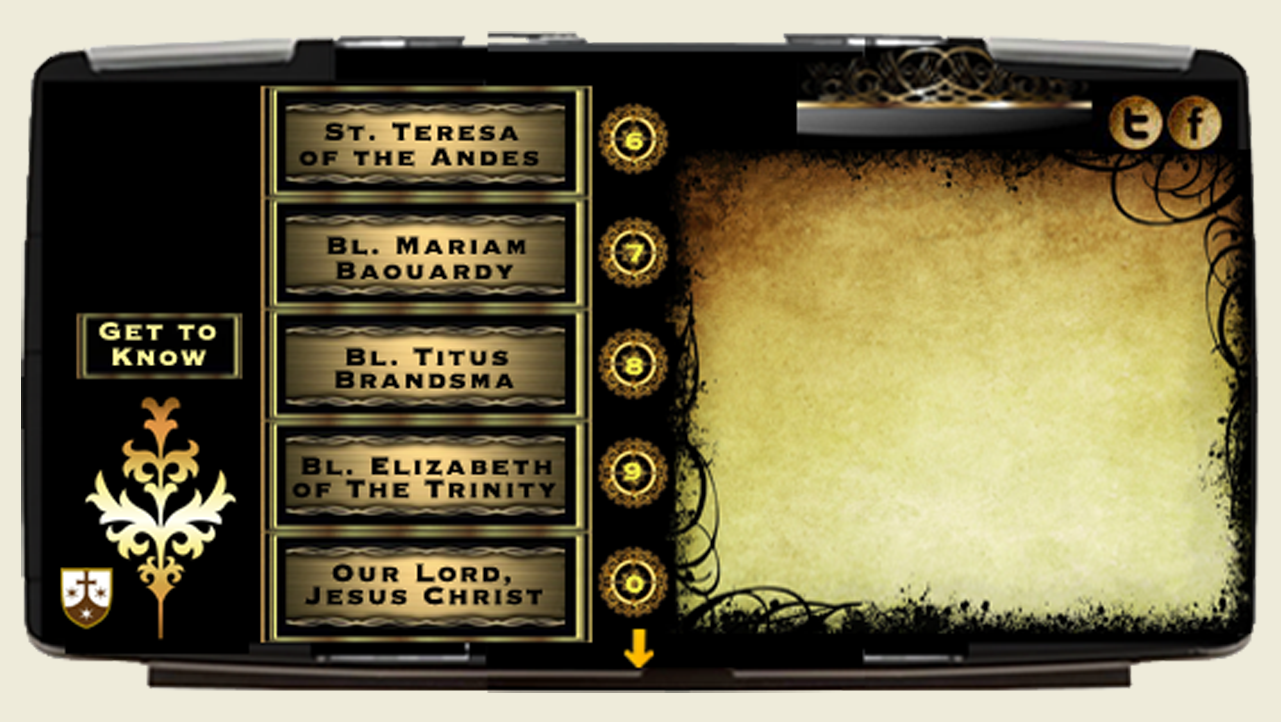 St. Teresa
of the Andes
6
Bl. Mariam
Baouardy
7
Get to
Know
Bl. Titus
Brandsma
8
Bl. Elizabeth
of The Trinity
9
Our Lord,
Jesus Christ
0
t f